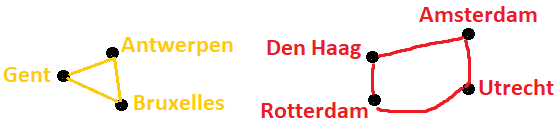 Antwerpen
Gent
Bruxelles
Amsterdam
Den Haag
Utrecht
Rotterdam